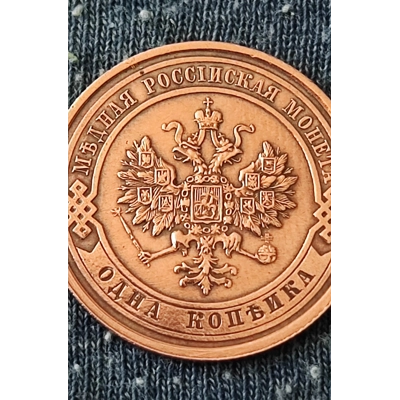 МѢДНАЯ РОССІЙСКАЯ МОНЕТА
ОДНА КОПѢЙКА